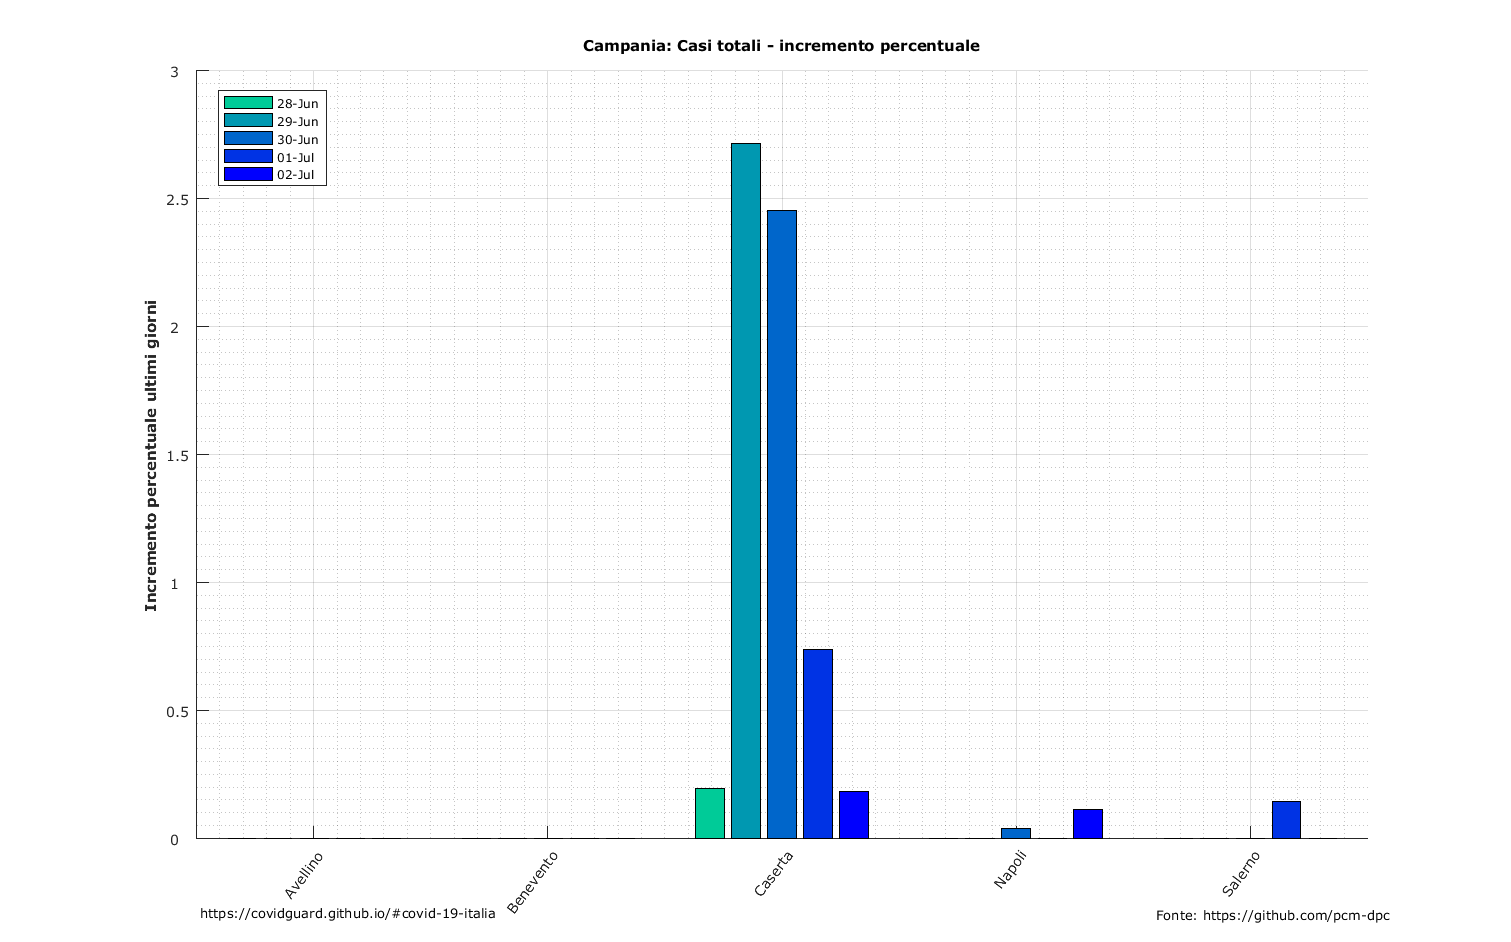 Campania: Casi totali - incremento percentuale
3
2.5
2
1.5
1
0.5
0
28-Jun
29-Jun
30-Jun
01-Jul
02-Jul
Incremento percentuale ultimi giorni
Avellino
Benevento
Caserta
Napoli
Salerno
https://covidguard.github.io/#covid-19-italia
Fonte: https://github.com/pcm-dpc